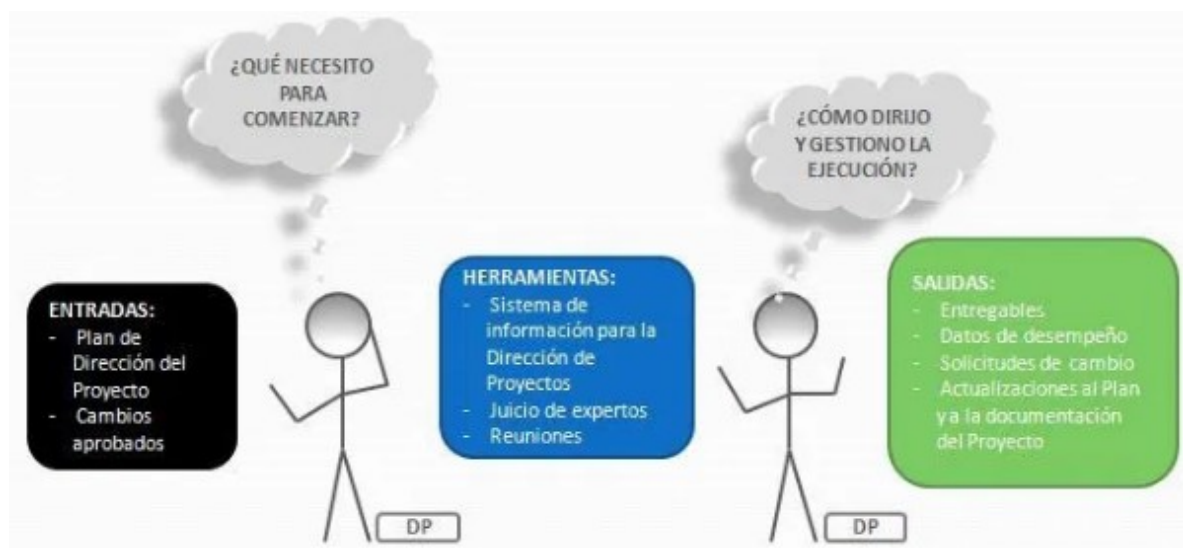 ¿QUÉ NECESITO
PARA
COMENZAR?
¿CÓMO DIRIJO
Y GESTIONO LA
EJECUCIÓN?
ENTRADAS:
- Plan de
Dirección del
Proyecto
- Cambios
aprobados
HERRAMIENTAS:
- Sistema de
información para la
Dirección de
Proyectos
- Juicio de expertos
- Reuniones
SALIDAS:
- Entregables
- Datos de desempeño
- Solicitudes de cambio
- Actualizaciones al Plan
y a la documentación
del Proyecto
DP
DP